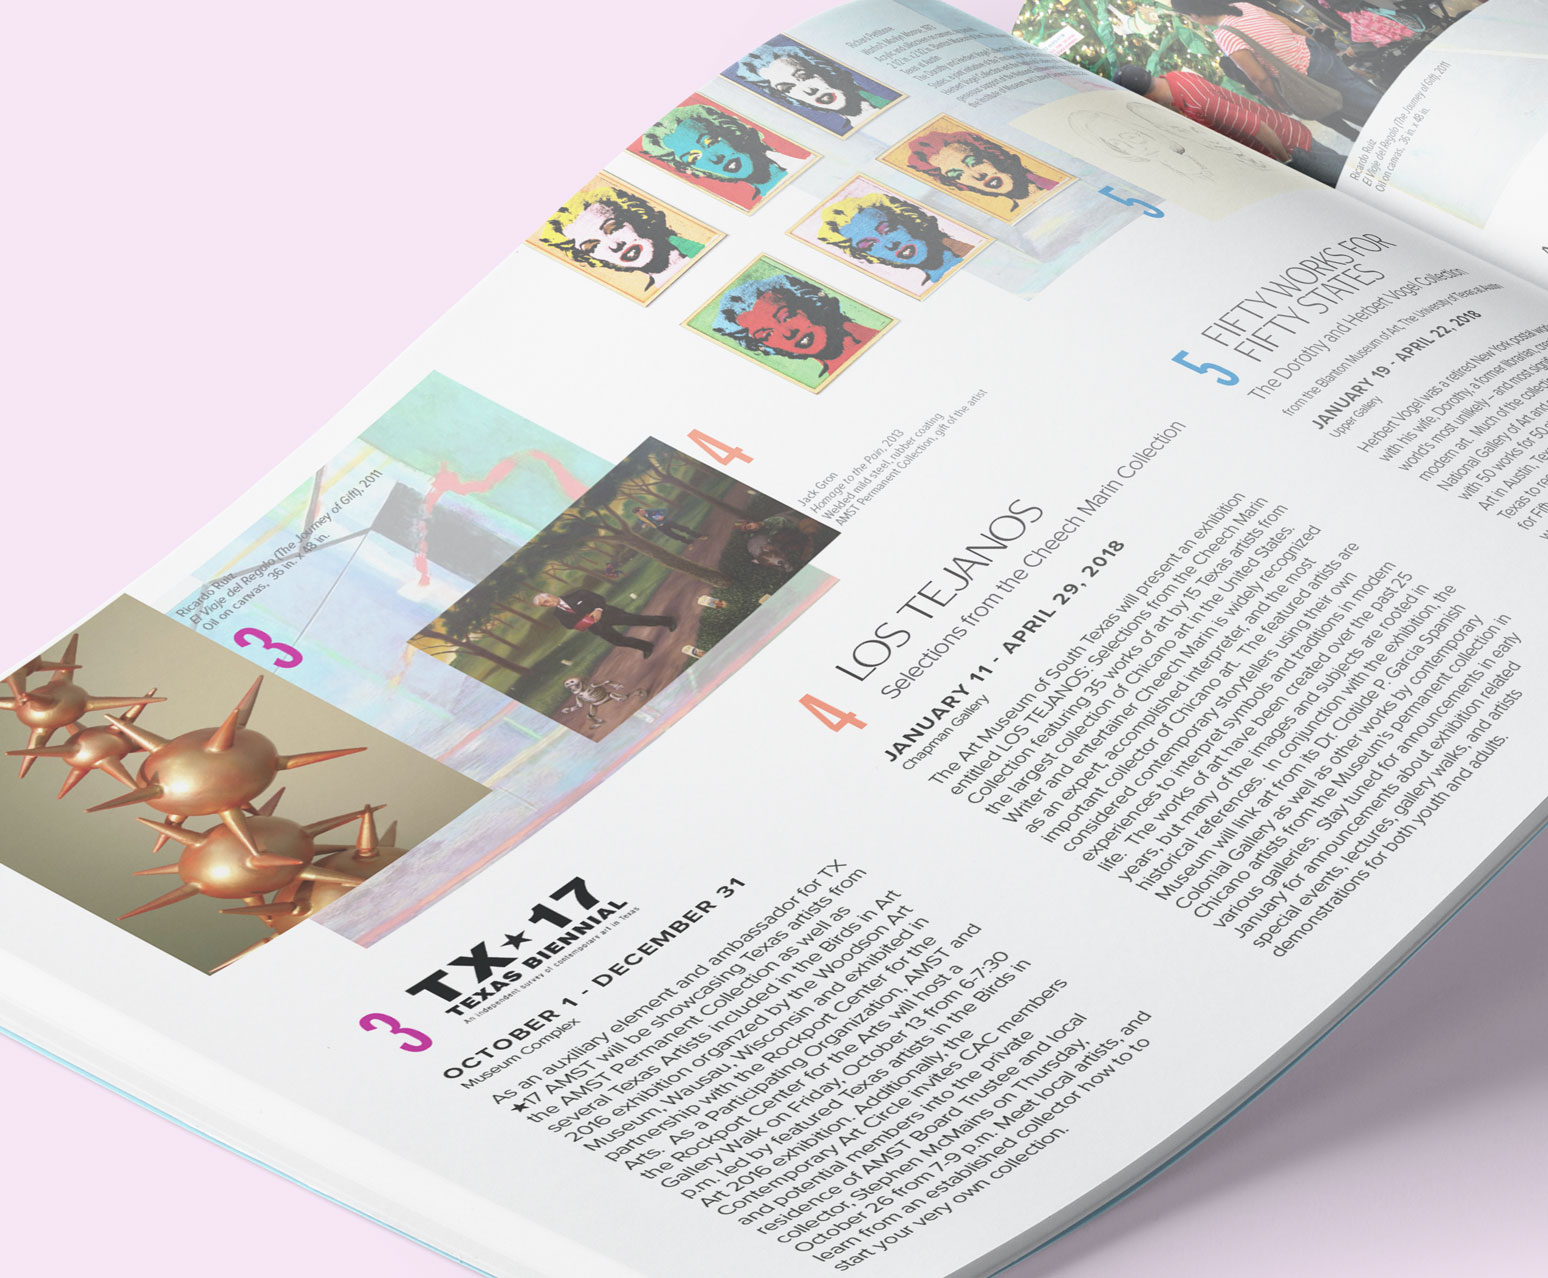 Richard Pettibone
Ricardo Ruiz
El Viaje del Regalo (The Journey of Gift), 2011
Oil on canvas, 36 in. x 48 in.
5
3
4
Jack Gron
Homage to the Poin, 2013
Welded mild steel, rubber coating
AMST Permanent Collection, gift of the artist
Ricardo Ruiz
El Viaje del Regalo (The Journey of Gift), 2011
Oil on canvas, 36 in. x 48 in.
3
TX★17
TEXAS BIENNIAL
An independent survey of contemporary art in Texas
OCTOBER 1 - DECEMBER 31
Museum Complex
As an auxiliary element and ambassador for TX
★17 AMST will be showcasing Texas artists from
the AMST Permanent Collection as well as
several Texas Artists included in the Birds in Art
2016 exhibition organized by the Woodson Art
Museum, Wausau, Wisconsin and exhibited in
partnership with the Rockport Center for the
Arts. As a Participating Organization, AMST and
the Rockport Center for the Arts will host a
Gallery Walk on Friday, October 13 from 6-7:30
p.m. led by featured Texas artists in the Birds in
Art 2016 exhibition. Additionally, the
Contemporary Art Circle invites CAC members
and potential members into the private
residence of AMST Board Trustee and local
collector, Stephen McMains on Thursday,
October 26 from 7-9 p.m. Meet local artists, and
learn from an established collector how to to
start your very own collection.
4
LOS TEJANOS
Selections from the Cheech Marin Collection
JANUARY 11 - APRIL 29, 2018
Chapman Gallery
The Art Museum of South Texas will present an exhibition
entitled LOS TEJANOS: Selections from the Cheech Marin
Collection featuring 35 works of art by 15 Texas artists from
the largest collection of Chicano art in the United States.
Writer and entertainer Cheech Marin is widely recognized
as an expert, accomplished interpreter, and the most
important collector of Chicano art. The featured artists are
considered contemporary storytellers using their own
experiences to interpret symbols and traditions in modern
life. The works of art have been created over the past 25
years, but many of the images and subjects are rooted in
historical references. In conjunction with the exhibition, the
Museum will link art from its Dr. Clotilde P. Garcia Spanish
Colonial Gallery as well as other works by contemporary
Chicano artists from the Museum's permanent collection in
various galleries. Stay tuned for announcements in early
January for announcements about exhibition related
special events, lectures, gallery walks, and artists
demonstrations for both youth and adults.
5
FIFTY WORKS FOR
FIFTY STATES
The Dorothy and Herbert Vogel Collection
from the Blanton Museum of Art, The University of Texas at Austin
JANUARY 19 - APRIL 22, 2018
Upper Gallery
Herbert Vogel was a retired New York postal
with his wife, Dorothy, a former librarian,
world's most unlikely – and most
modern art. Much of the
National Gallery of Art and
with 50 works for 50
Art in Austin,
Texas to
for